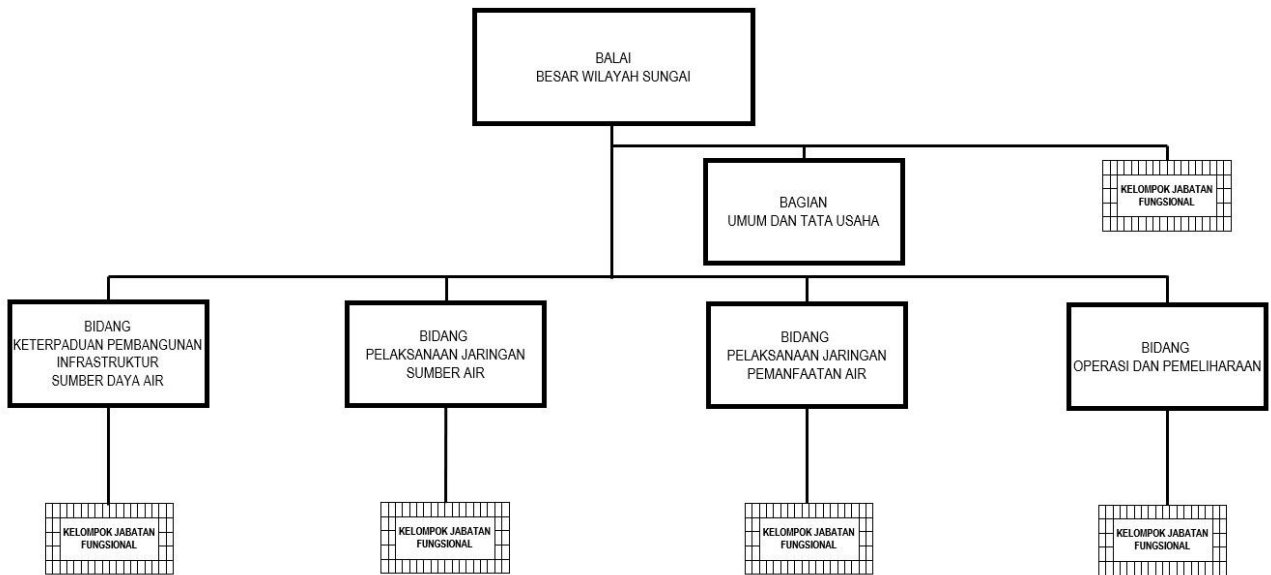 BALAI
BESAR WILAYAH SUNGAI
BAGIAN
UMUM DAN TATA USAHA
KELOMPOK JABATAN
FUNGSIONAL
BIDANG
KETERPADUAN PEMBANGUNAN
INFRASTRUKTUR
SUMBER DAYA AIR
BIDANG
PELAKSANAAN JARINGAN
SUMBER AIR
BIDANG
PELAKSANAAN JARINGAN
PEMANFAATAN AIR
BIDANG
OPERASI DAN PEMELIHARAAN
KELOMPOK JABATAN
FUNGSIONAL
KELOMPOK JABATAN
FUNGSIONAL
KELOMPOK JABATAN
FUNGSIONAL
KELOMPOK JABATAN
FUNGSIONAL